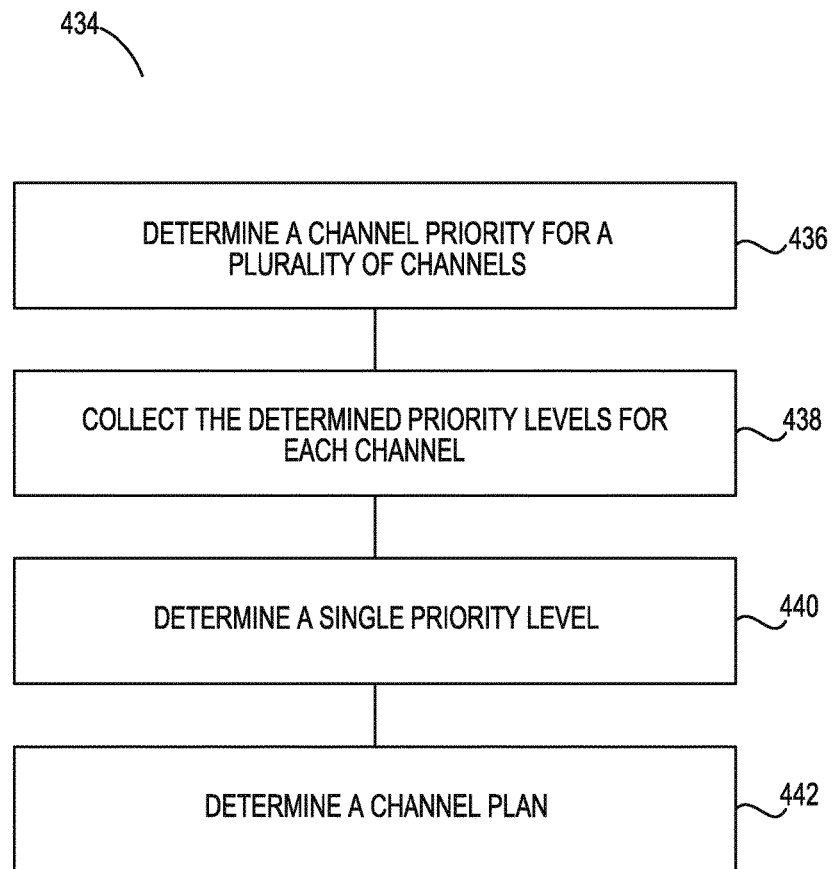 434
DETERMINE A CHANNEL PRIORITY FOR A
PLURALITY OF CHANNELS
436
COLLECT THE DETERMINED PRIORITY LEVELS FOR
EACH CHANNEL
438
DETERMINE A SINGLE PRIORITY LEVEL
440
DETERMINE A CHANNEL PLAN
442